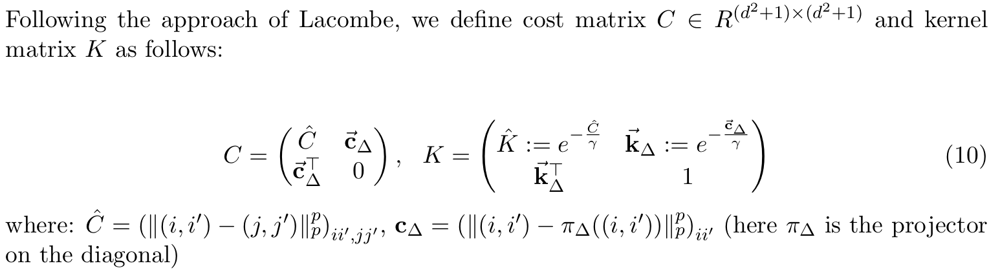 Following the approach of Lacombe, we define cost matrix $C \in R^{(d^2+1)\times(d^2+1)}$ and kernel
matrix $K$ as follows:
$$C = \begin{pmatrix} \hat{C} & \vec{\mathbf{c}}_\Delta \\ \vec{\mathbf{c}}_\Delta^\top & 0 \end{pmatrix}, \quad K = \begin{pmatrix} \hat{K} := e^{-\frac{\hat{C}}{\gamma}} & \vec{\mathbf{k}}_\Delta := e^{-\frac{\vec{\mathbf{c}}_\Delta}{\gamma}} \\ \vec{\mathbf{k}}_\Delta^\top & 1 \end{pmatrix} \quad (10)$$
where: $\hat{C} = (\|(i,i') - (j,j')\|_p^p)_{ii',jj'}$, $\mathbf{c}_\Delta = (\|(i,i') - \pi_\Delta((i,i'))\|_p^p)_{ii'}$ (here $\pi_\Delta$ is the projector
on the diagonal)